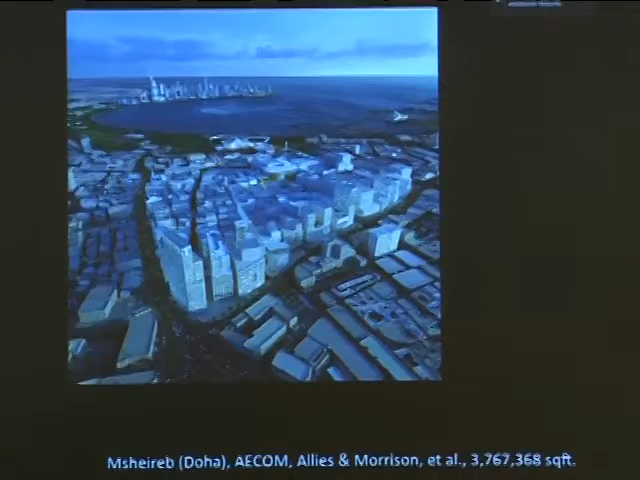 Msheireb (Doha), AECOM, Allies & Morrison, et al., 3,767,368 sqft.